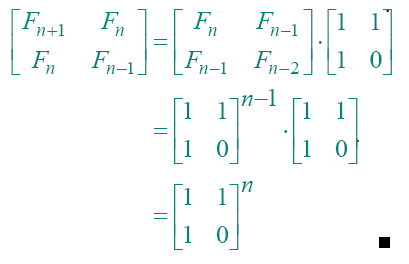 [F_{n+1} F_n; F_n F_{n-1}] = [F_n F_{n-1}; F_{n-1} F_{n-2}] · [1 1; 1 0]
= [1 1; 1 0]^{n-1} · [1 1; 1 0]
= [1 1; 1 0]^n
■